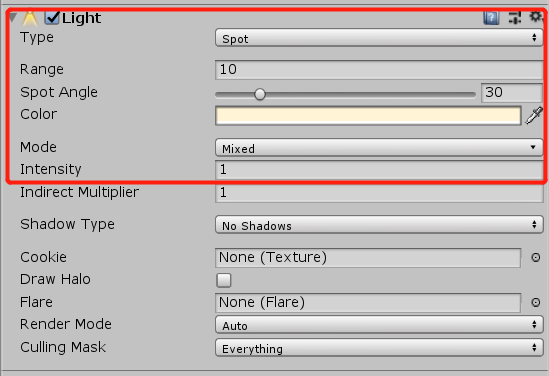 Light
Type Spot
Range 10
Spot Angle 30
Color
Mode Mixed
Intensity 1
Indirect Multiplier 1
Shadow Type No Shadows
Cookie None (Texture)
Draw Halo
Flare None (Flare)
Render Mode Auto
Culling Mask Everything